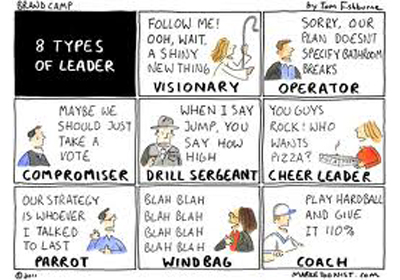 BRAND CAMP
by Tom Fishburne
8 TYPES
OF LEADER
FOLLOW ME!
OOH, WAIT.
A SHINY
NEW THING
VISIONARY
SORRY, OUR
PLAN DOESN'T
SPECIFY BATHROOM
BREAKS
OPERATOR
MAYBE WE
SHOULD JUST
TAKE A
VOTE
COMPROMISER
WHEN I SAY
JUMP, YOU
SAY HOW
HIGH
DRILL SERGEANT
YOU GUYS
ROCK! WHO
WANTS
PIZZA?
CHEER LEADER
OUR STRATEGY
IS WHOEVER
I TALKED
TO LAST
PARROT
BLAH BLAH
BLAH BLAH
BLAH BLAH
BLAH BLAH
WINDBAG
PLAY HARDBALL
AND GIVE
IT 110%
COACH
© 2011
MARKETOONIST.COM